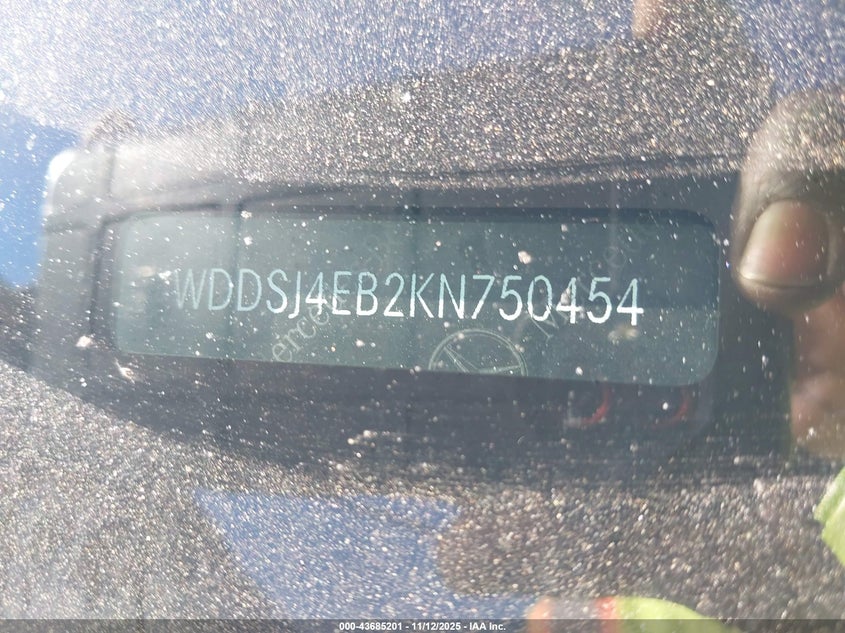 WDDSJ4EB2KN750454
000-43685201 - 11/12/2025 - IAA Inc.